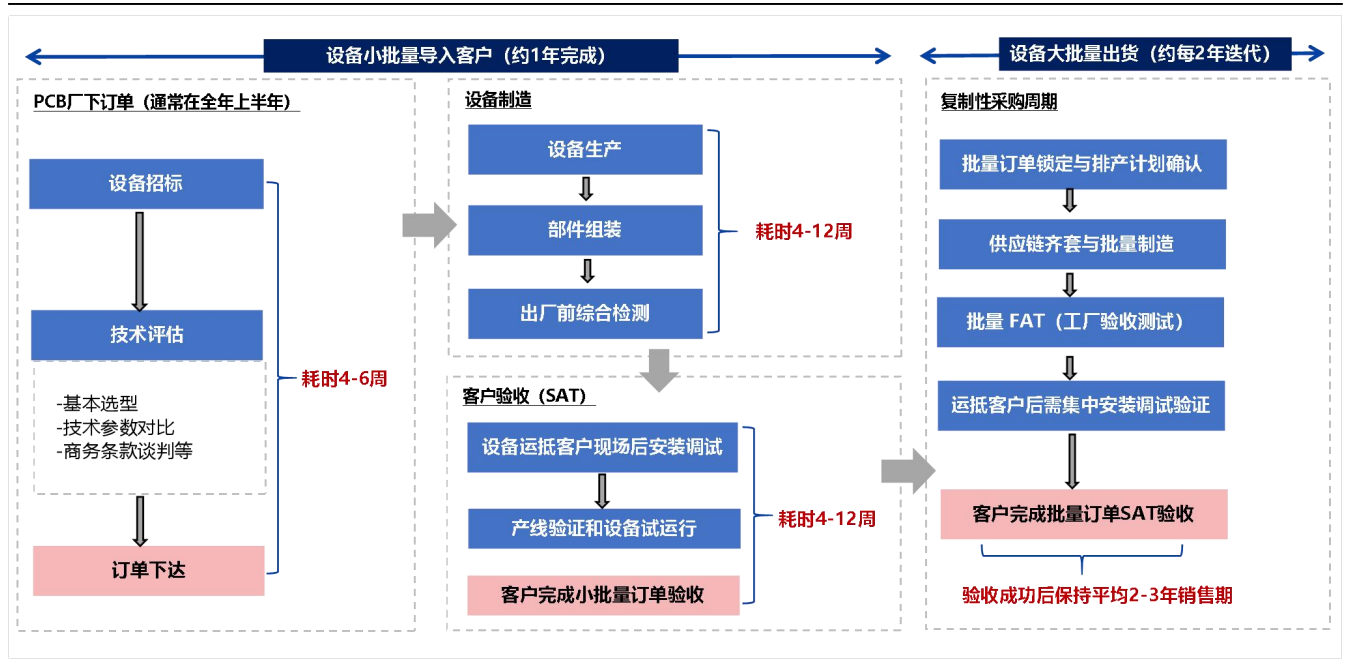 设备小批量导入客户（约1年完成）
设备大批量出货（约每2年迭代）
PCB厂下订单（通常在全年上半年）
设备招标
技术评估
-基本选型
-技术参数对比
-商务条款谈判等
订单下达
耗时4-6周
设备制造
设备生产
部件组装
出厂前综合检测
耗时4-12周
客户验收（SAT）
设备运抵客户现场后安装调试
产线验证和设备试运行
客户完成小批量订单验收
耗时4-12周
复制性采购周期
批量订单锁定与排产计划确认
供应链齐套与批量制造
批量 FAT（工厂验收测试）
运抵客户后需集中安装调试验证
客户完成批量订单SAT验收
验收成功后保持平均2-3年销售期